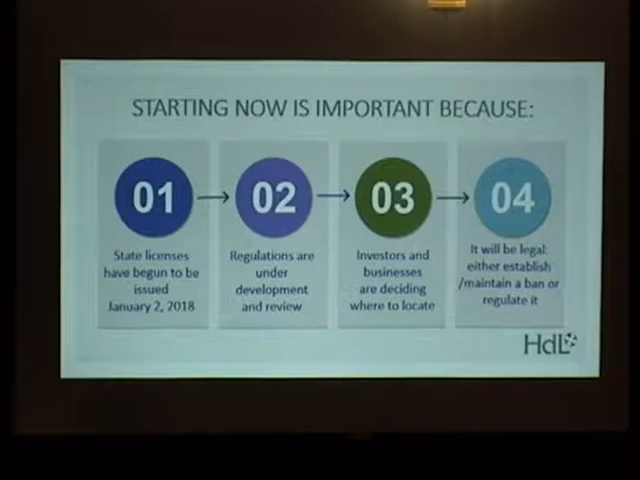 STARTING NOW IS IMPORTANT BECAUSE:
01
State licenses
have begun to be
issued
January 2, 2018
02
Regulations are
under
development
and review
03
Investors and
businesses
are deciding
where to locate
04
It will be legal:
either establish
/maintain a ban or
regulate it
HdL